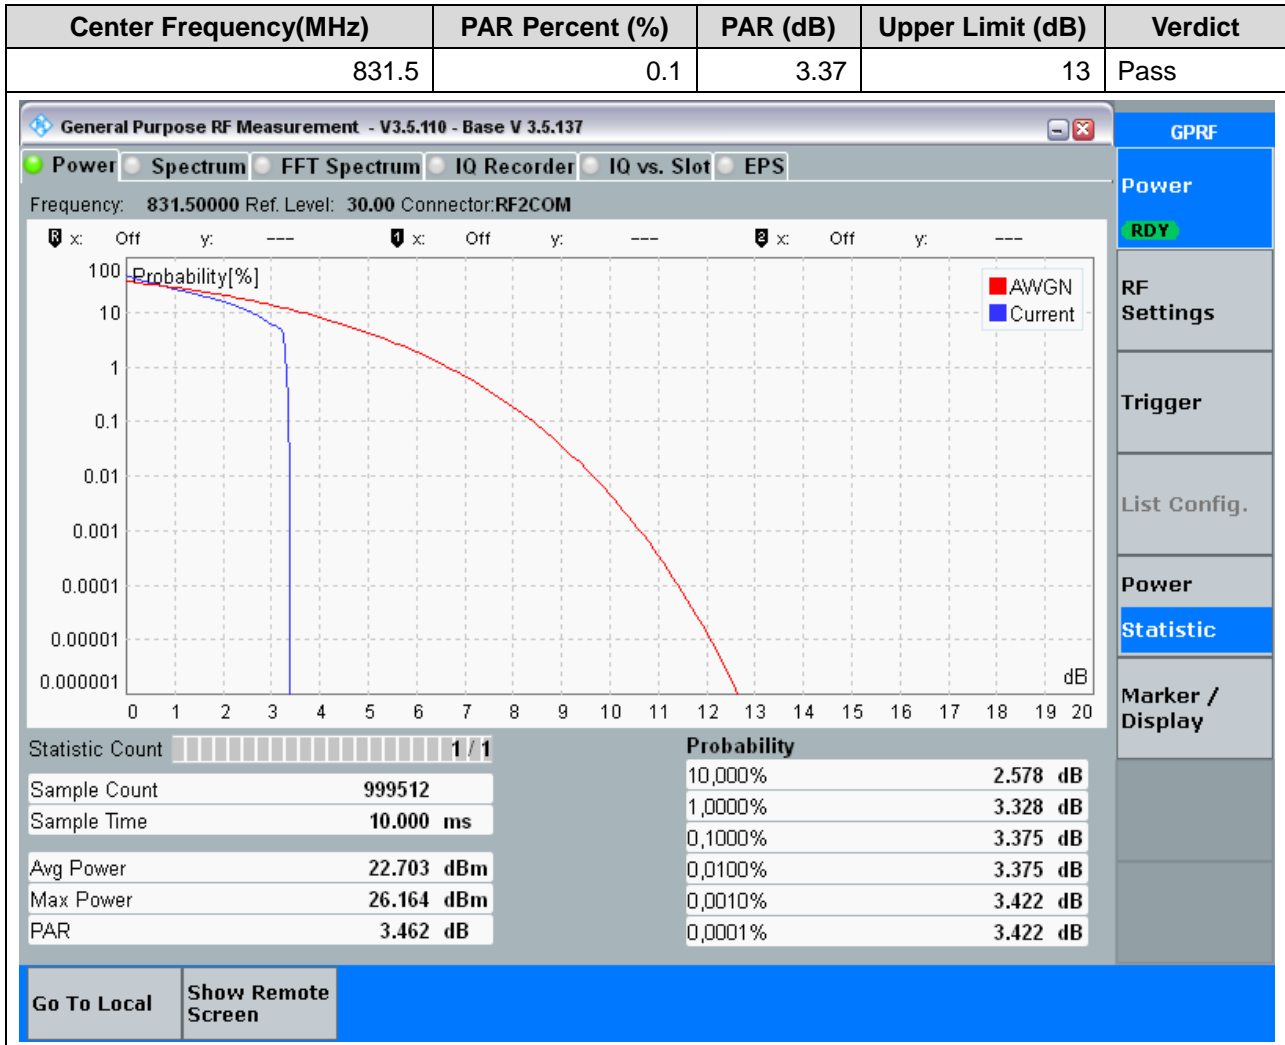 Center Frequency(MHz) PAR Percent (%) PAR (dB) Upper Limit (dB) Verdict
831.5 0.1 3.37 13 Pass
General Purpose RF Measurement - V3.5.110 - Base V 3.5.137
GPRF
Power Spectrum FFT Spectrum IQ Recorder IQ vs. Slot EPS
Frequency: 831.50000 Ref. Level: 30.00 Connector:RF2COM
R x: Off y: --- 1 x: Off y: --- 2 x: Off y: ---
Probability[%]
AWGN
Current
100
10
1
0.1
0.01
0.001
0.0001
0.00001
0.000001
dB
0 1 2 3 4 5 6 7 8 9 10 11 12 13 14 15 16 17 18 19 20
Statistic Count 1 / 1
Sample Count 999512
Sample Time 10.000 ms
Avg Power 22.703 dBm
Max Power 26.164 dBm
PAR 3.462 dB
Probability
10,000% 2.578 dB
1,0000% 3.328 dB
0,1000% 3.375 dB
0,0100% 3.375 dB
0,0010% 3.422 dB
0,0001% 3.422 dB
Power
RDY
RF
Settings
Trigger
List Config.
Power
Statistic
Marker /
Display
Go To Local
Show Remote
Screen